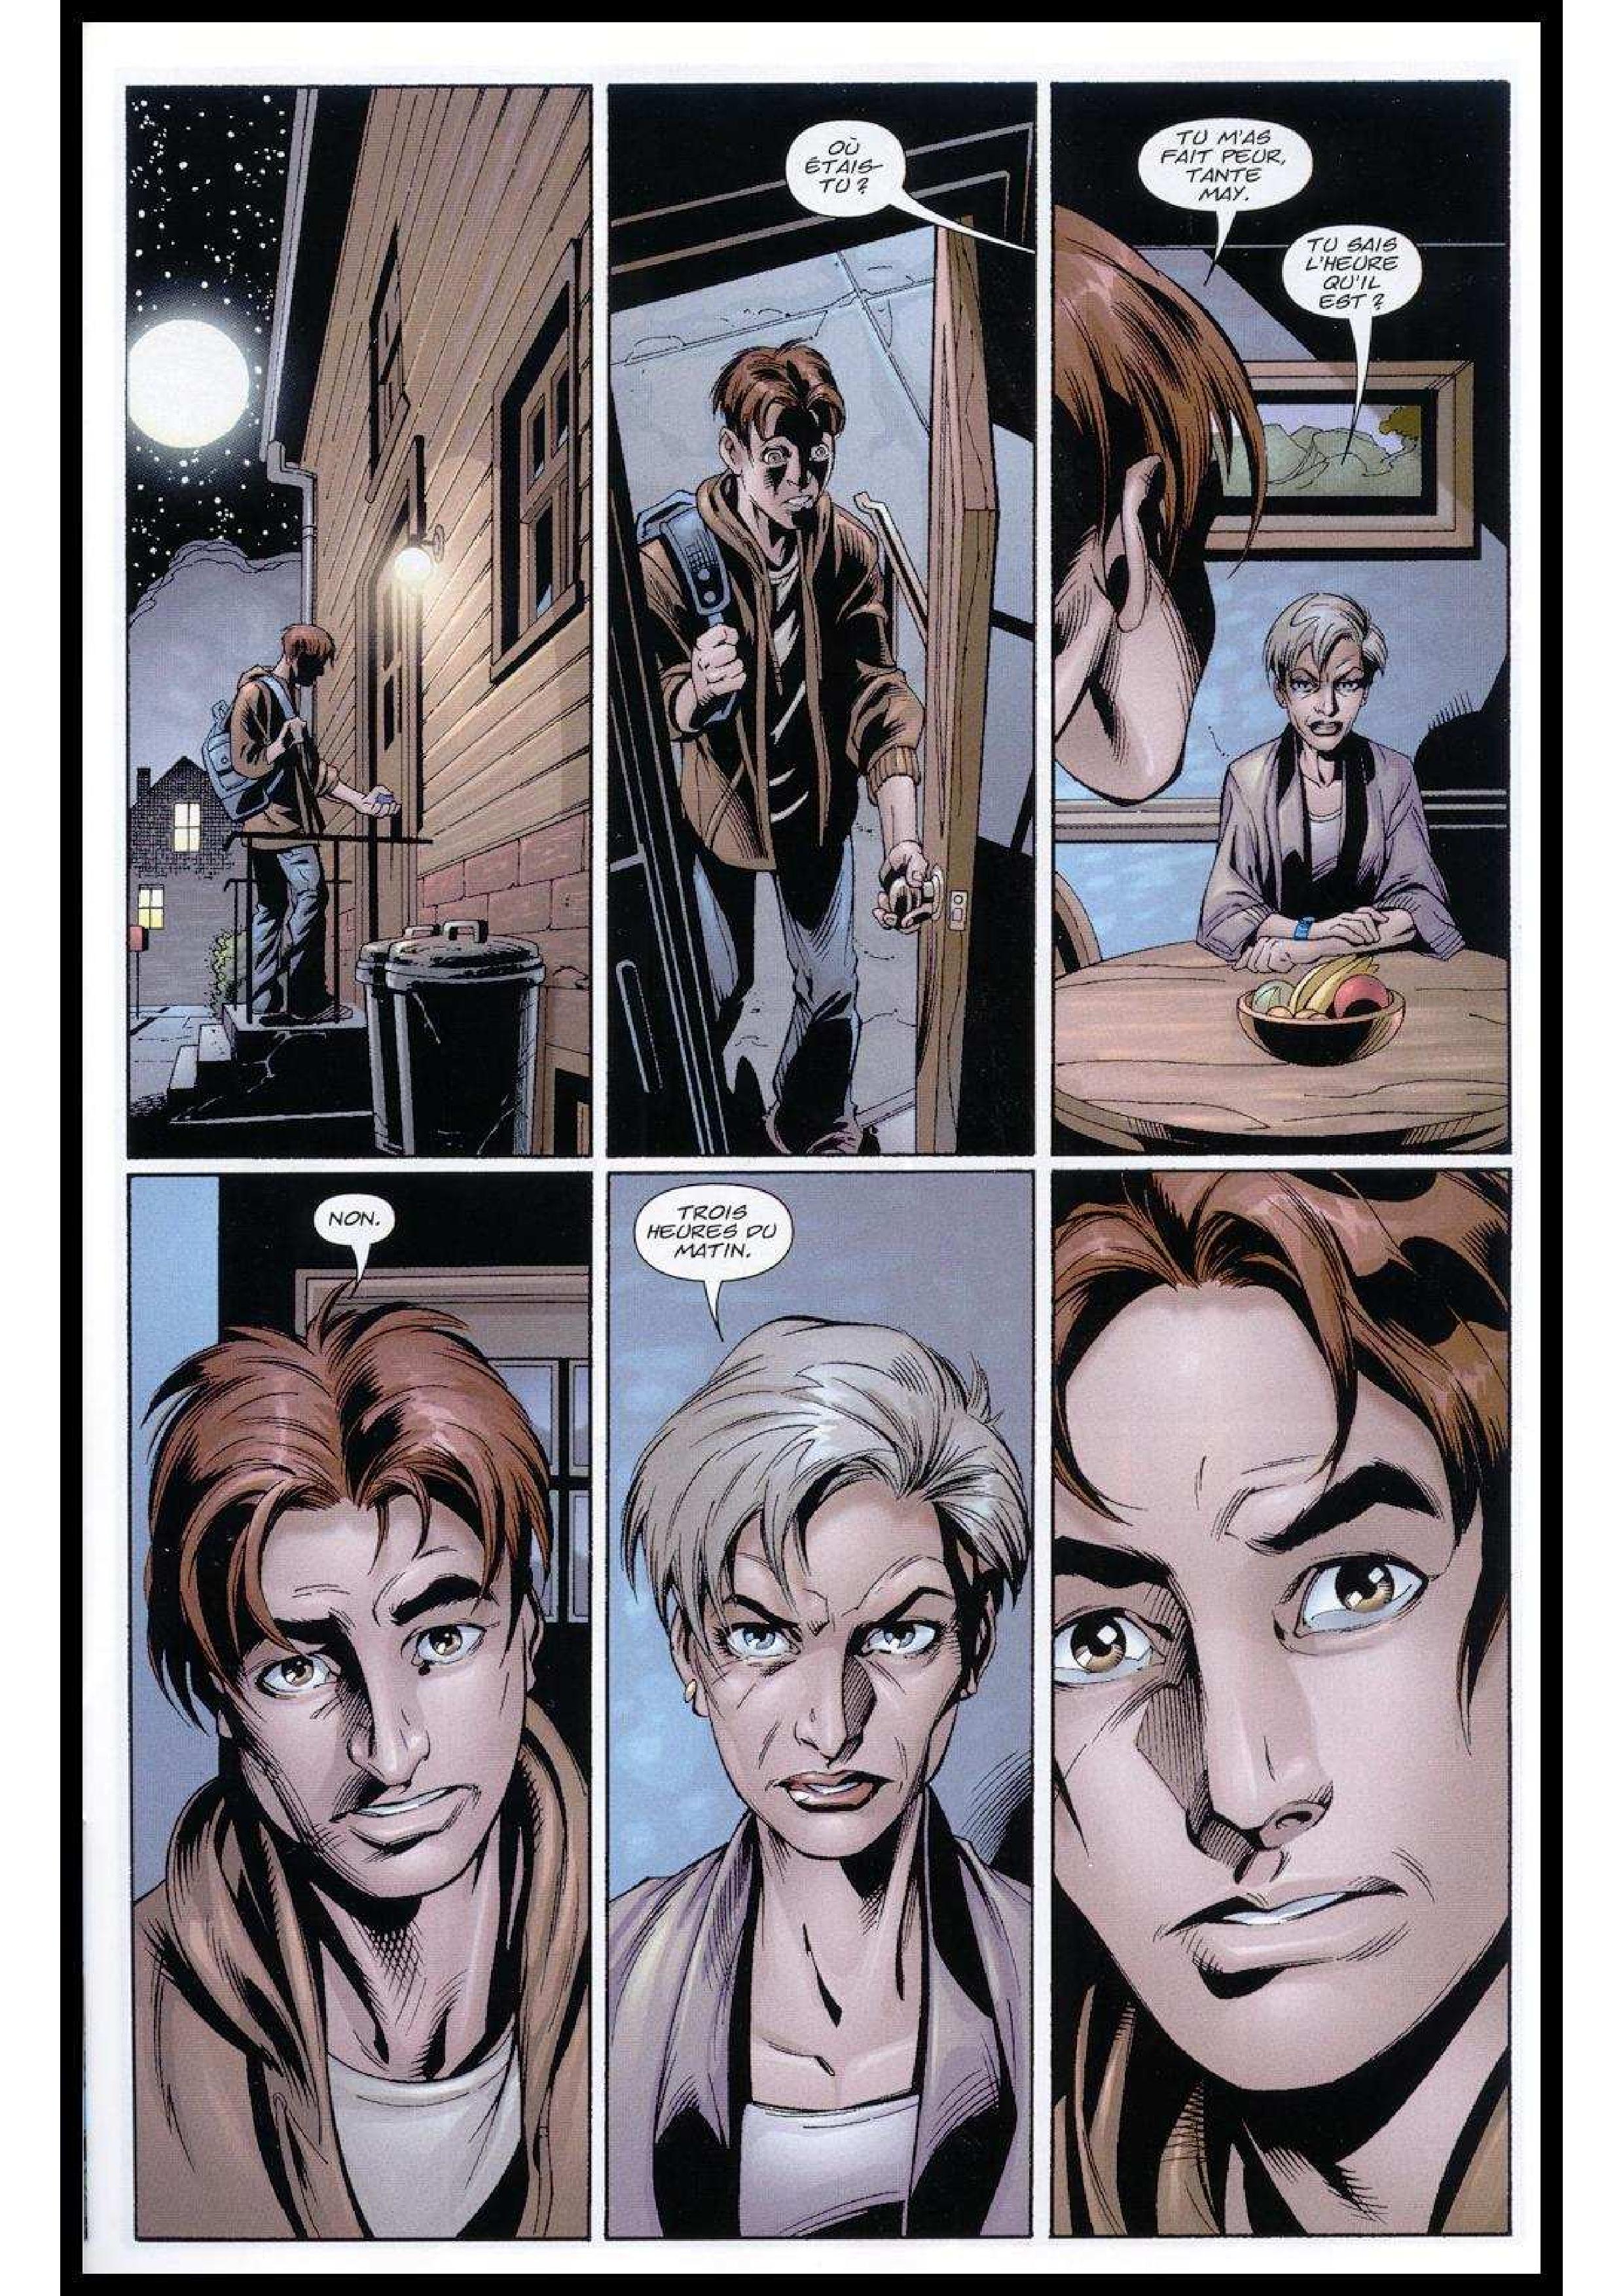 OÙ
ÉTAIS-
TU ?
TU M'AS
FAIT PEUR,
TANTE
MAY.
TU SAIS
L'HEURE
QU'IL
EST ?
NON.
TROIS
HEURES DU
MATIN.